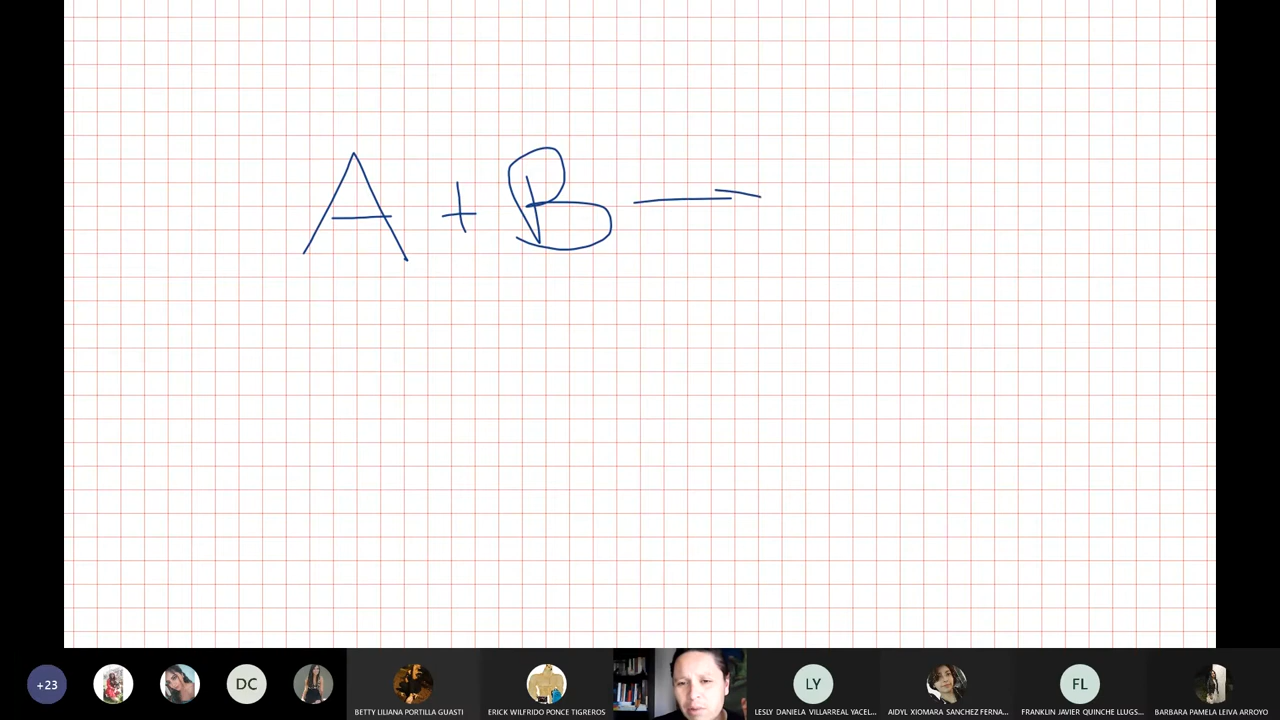 A + B →
+23
DC
BETTY LILIANA PORTILLA GUASTI
ERICK WILFRIDO PONCE TIGREROS
LY
LESLY DANIELA VILLARREAL YACEL...
AIDYL XIOMARA SANCHEZ FERNA...
FL
FRANKLIN JAVIER QUINCHE LLUGS...
BARBARA PAMELA LEIVA ARROYO